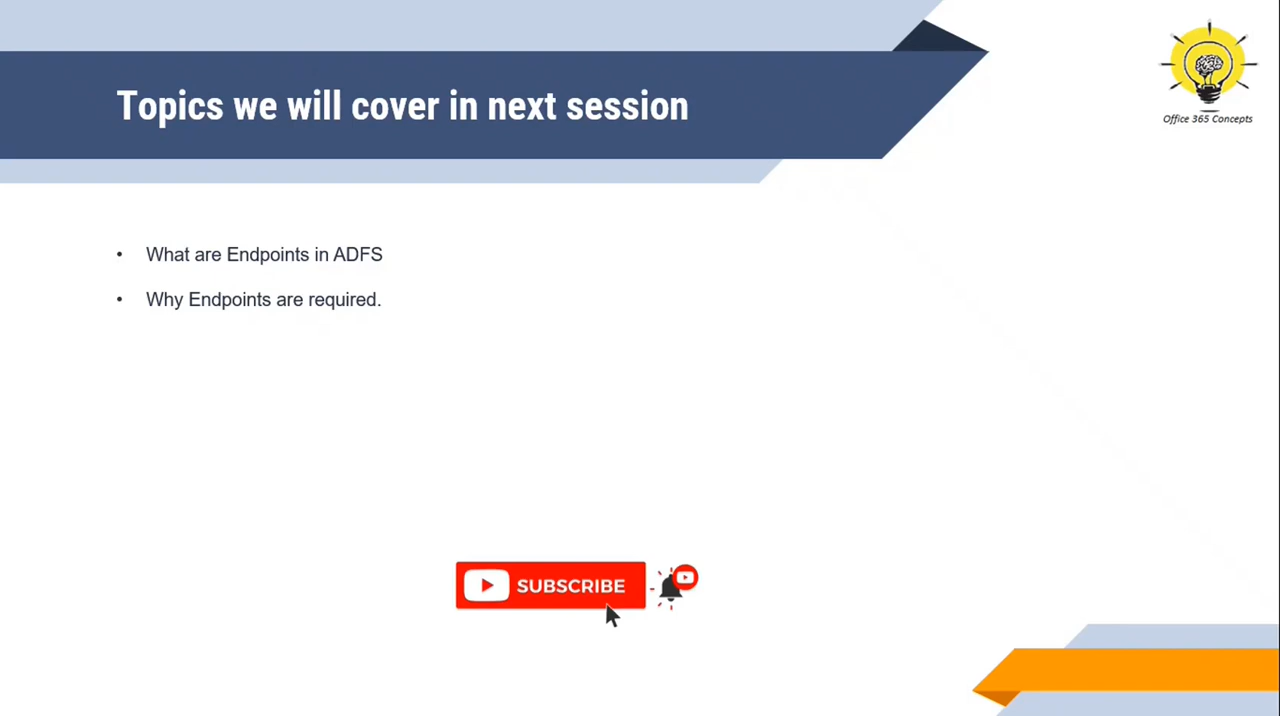 Topics we will cover in next session
Office 365 Concepts
• What are Endpoints in ADFS
• Why Endpoints are required.
SUBSCRIBE